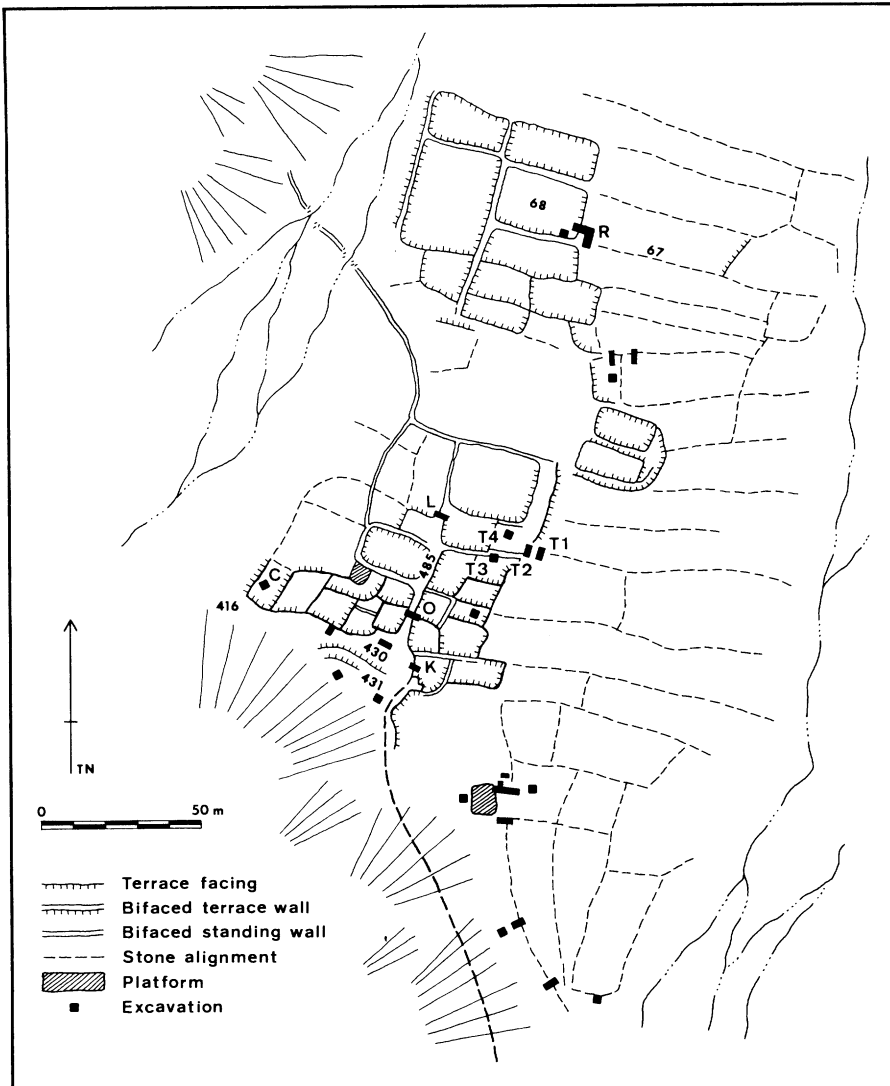 68
R
67
L
T4
T1
485
T3
T2
C
416
O
430
K
431
TN
0 50 m
Terrace facing
Bifaced terrace wall
Bifaced standing wall
Stone alignment
Platform
Excavation